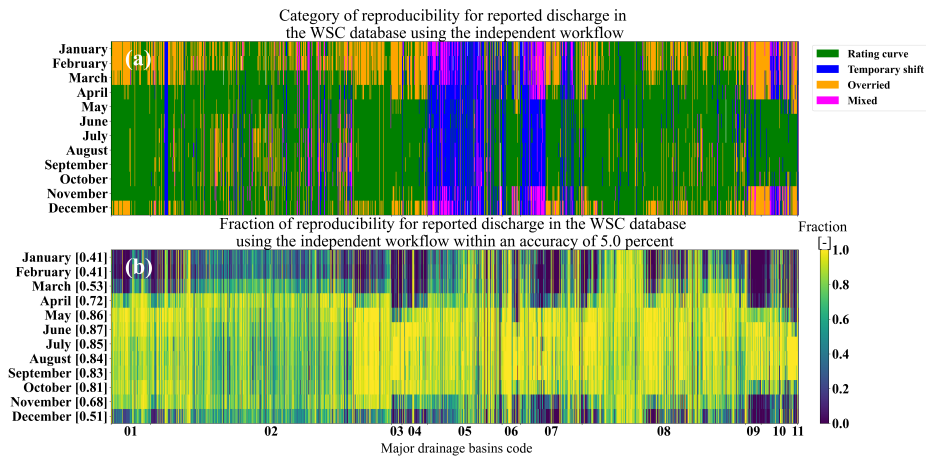 Category of reproducibility for reported discharge in
the WSC database using the independent workflow
(a)
January
February
March
April
May
June
July
August
September
October
November
December
Rating curve
Temporary shift
Overried
Mixed
Fraction of reproducibility for reported discharge in the WSC database
using the independent workflow within an accuracy of 5.0 percent
(b)
January [0.41]
February [0.41]
March [0.53]
April [0.72]
May [0.86]
June [0.87]
July [0.85]
August [0.84]
September [0.83]
October [0.81]
November [0.68]
December [0.51]
Fraction
[-]
1.0
0.8
0.6
0.4
0.2
0.0
01 02 03 04 05 06 07 08 09 10 11
Major drainage basins code